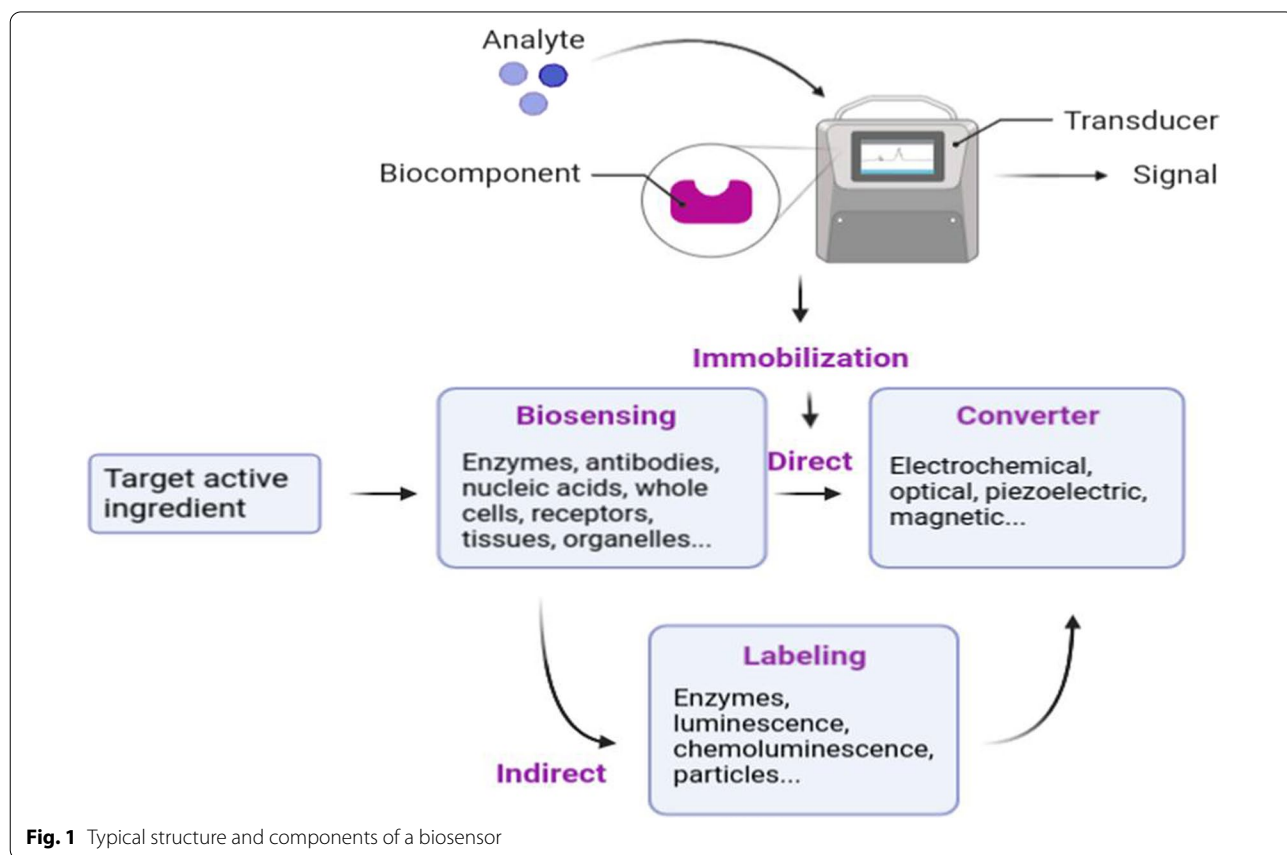 Analyte
Transducer
Biocomponent
Signal
Immobilization
Biosensing
Enzymes, antibodies,
nucleic acids, whole
cells, receptors,
tissues, organelles...
Direct
Converter
Electrochemical,
optical, piezoelectric,
magnetic...
Target active
ingredient
Labeling
Enzymes,
luminescence,
chemoluminescence,
particles...
Indirect
Fig. 1 Typical structure and components of a biosensor